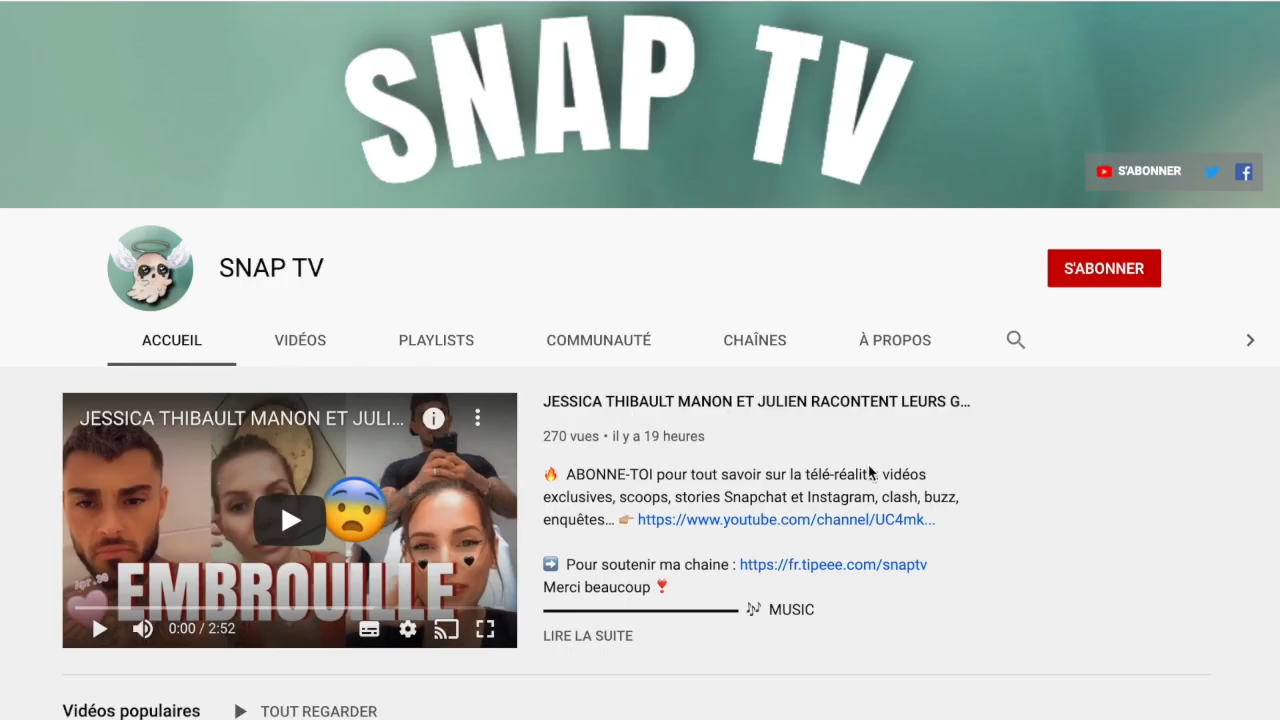 SNAP TV
S'ABONNER
SNAP TV
S'ABONNER
ACCUEIL
VIDÉOS
PLAYLISTS
COMMUNAUTÉ
CHAÎNES
À PROPOS
JESSICA THIBAULT MANON ET JULI...
EMBROUILLE
0:00 / 2:52
JESSICA THIBAULT MANON ET JULIEN RACONTENT LEURS G...
270 vues • il y a 19 heures
🔥 ABONNE-TOI pour tout savoir sur la télé-réalité vidéos
exclusives, scoops, stories Snapchat et Instagram, clash, buzz,
enquêtes... 👉 https://www.youtube.com/channel/UC4mk...
➡️ Pour soutenir ma chaine : https://fr.tipeee.com/snaptv
Merci beaucoup ❣️
🎶 MUSIC
LIRE LA SUITE
Vidéos populaires
TOUT REGARDER